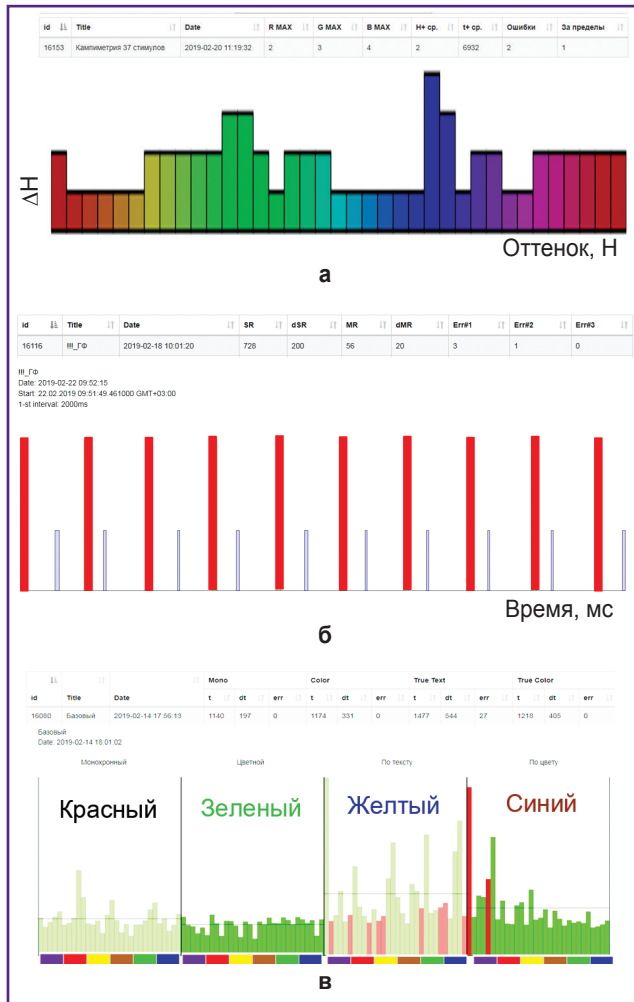 id Title Date R MAX G MAX B MAX H+ ср. t+ ср. Ошибки За пределы
16153 Кампиметрия 37 стимулов 2019-02-20 11:19:32 2 3 4 2 6932 2 1
ΔH
Оттенок, H
а
id Title Date SR dSR MR dMR Err#1 Err#2 Err#3
16116 !!!_ГФ 2019-02-18 10:01:20 728 200 56 20 3 1 0
!!!_ГФ
Date: 2019-02-22 09:52:15
Start: 22.02.2019 09:51:49.461000 GMT+03:00
1-st interval: 2000ms
Время, мс
б
Mono Color True Text True Color
id Title Date t dt err t dt err t dt err t dt err
16080 Базовый 2019-02-14 17:56:13 1140 197 0 1174 331 0 1477 544 27 1218 405 0
Базовый
Date: 2019-02-14 18:01:02
Монохронный Цветной По тексту По цвету
Красный Зеленый Желтый Синий
в